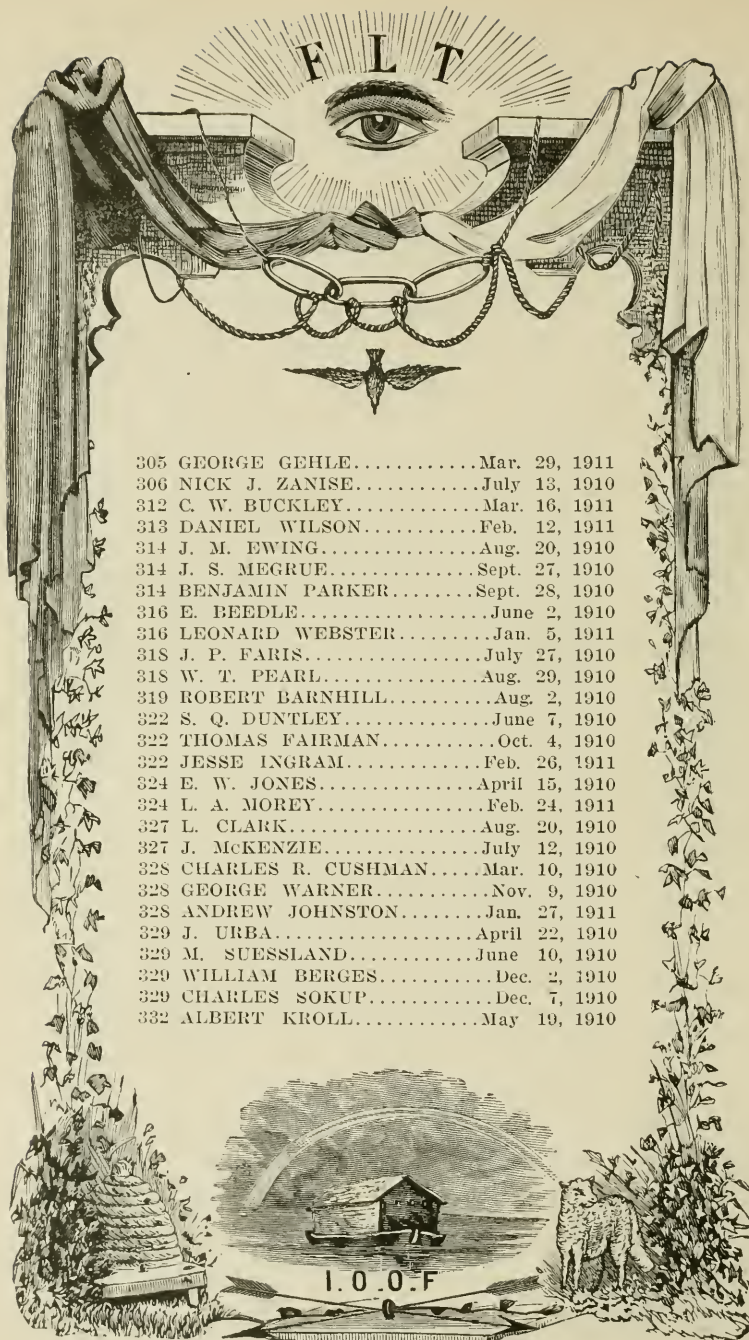 F L T
305 GEORGE GEHLE............Mar. 29, 1911
306 NICK J. ZANISE..........July 13, 1910
312 C. W. BUCKLEY.............Mar. 16, 1911
313 DANIEL WILSON...........Feb. 12, 1911
314 J. M. EWING...............Aug. 20, 1910
314 J. S. MEGRUE..............Sept. 27, 1910
314 BENJAMIN PARKER........Sept. 28, 1910
316 E. BEEDLE..................June 2, 1910
316 LEONARD WEBSTER.........Jan. 5, 1911
318 J. P. FARIS................July 27, 1910
318 W. T. PEARL...............Aug. 29, 1910
319 ROBERT BARNHILL..........Aug. 2, 1910
322 S. Q. DUNTLEY.............June 7, 1910
322 THOMAS FAIRMAN..........Oct. 4, 1910
322 JESSE INGRAM.............Feb. 26, 1911
324 E. W. JONES...............April 15, 1910
324 L. A. MOREY...............Feb. 24, 1911
327 L. CLARK..................Aug. 20, 1910
327 J. McKENZIE...............July 12, 1910
328 CHARLES R. CUSHMAN.....Mar. 10, 1910
328 GEORGE WARNER...........Nov. 9, 1910
328 ANDREW JOHNSTON........Jan. 27, 1911
329 J. URBA...................April 22, 1910
329 M. SUESSLAND.............June 10, 1910
329 WILLIAM BERGES...........Dec. 2, 1910
329 CHARLES SOKUP............Dec. 7, 1910
332 ALBERT KROLL.............May 19, 1910
I.O.O.F